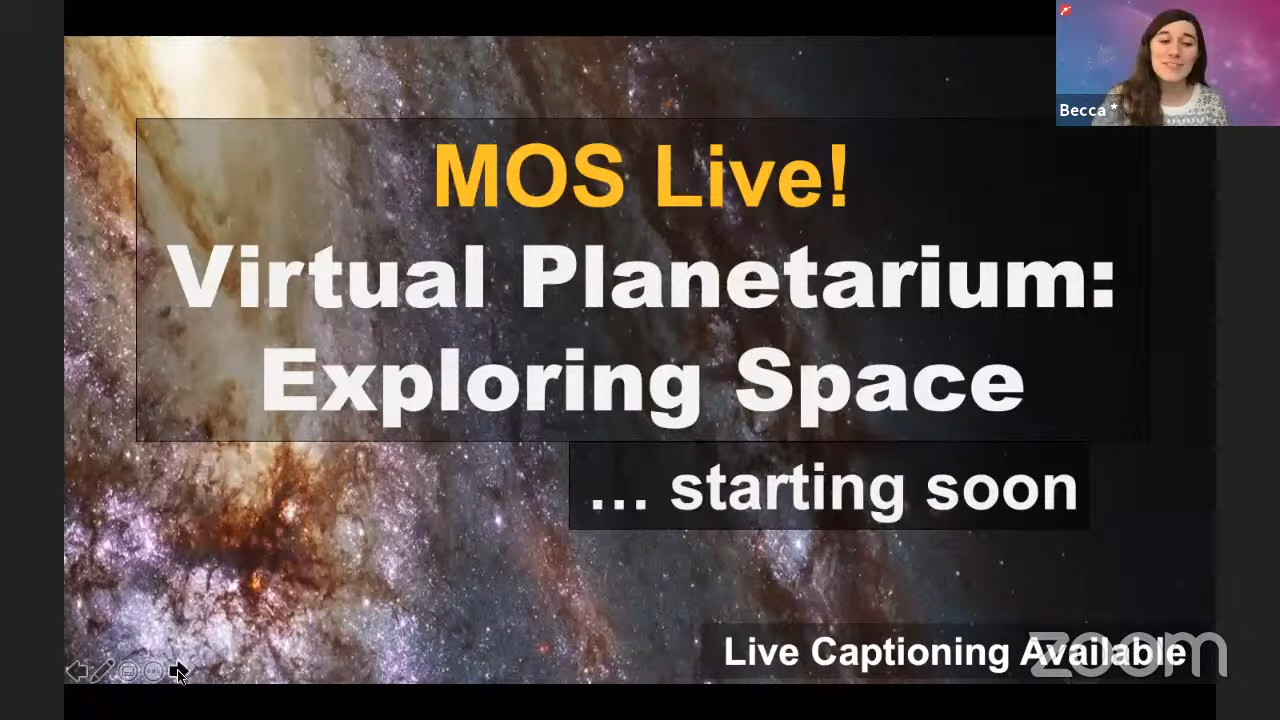 Becca *
MOS Live!
Virtual Planetarium:
Exploring Space
... starting soon
Live Captioning Available
zoom